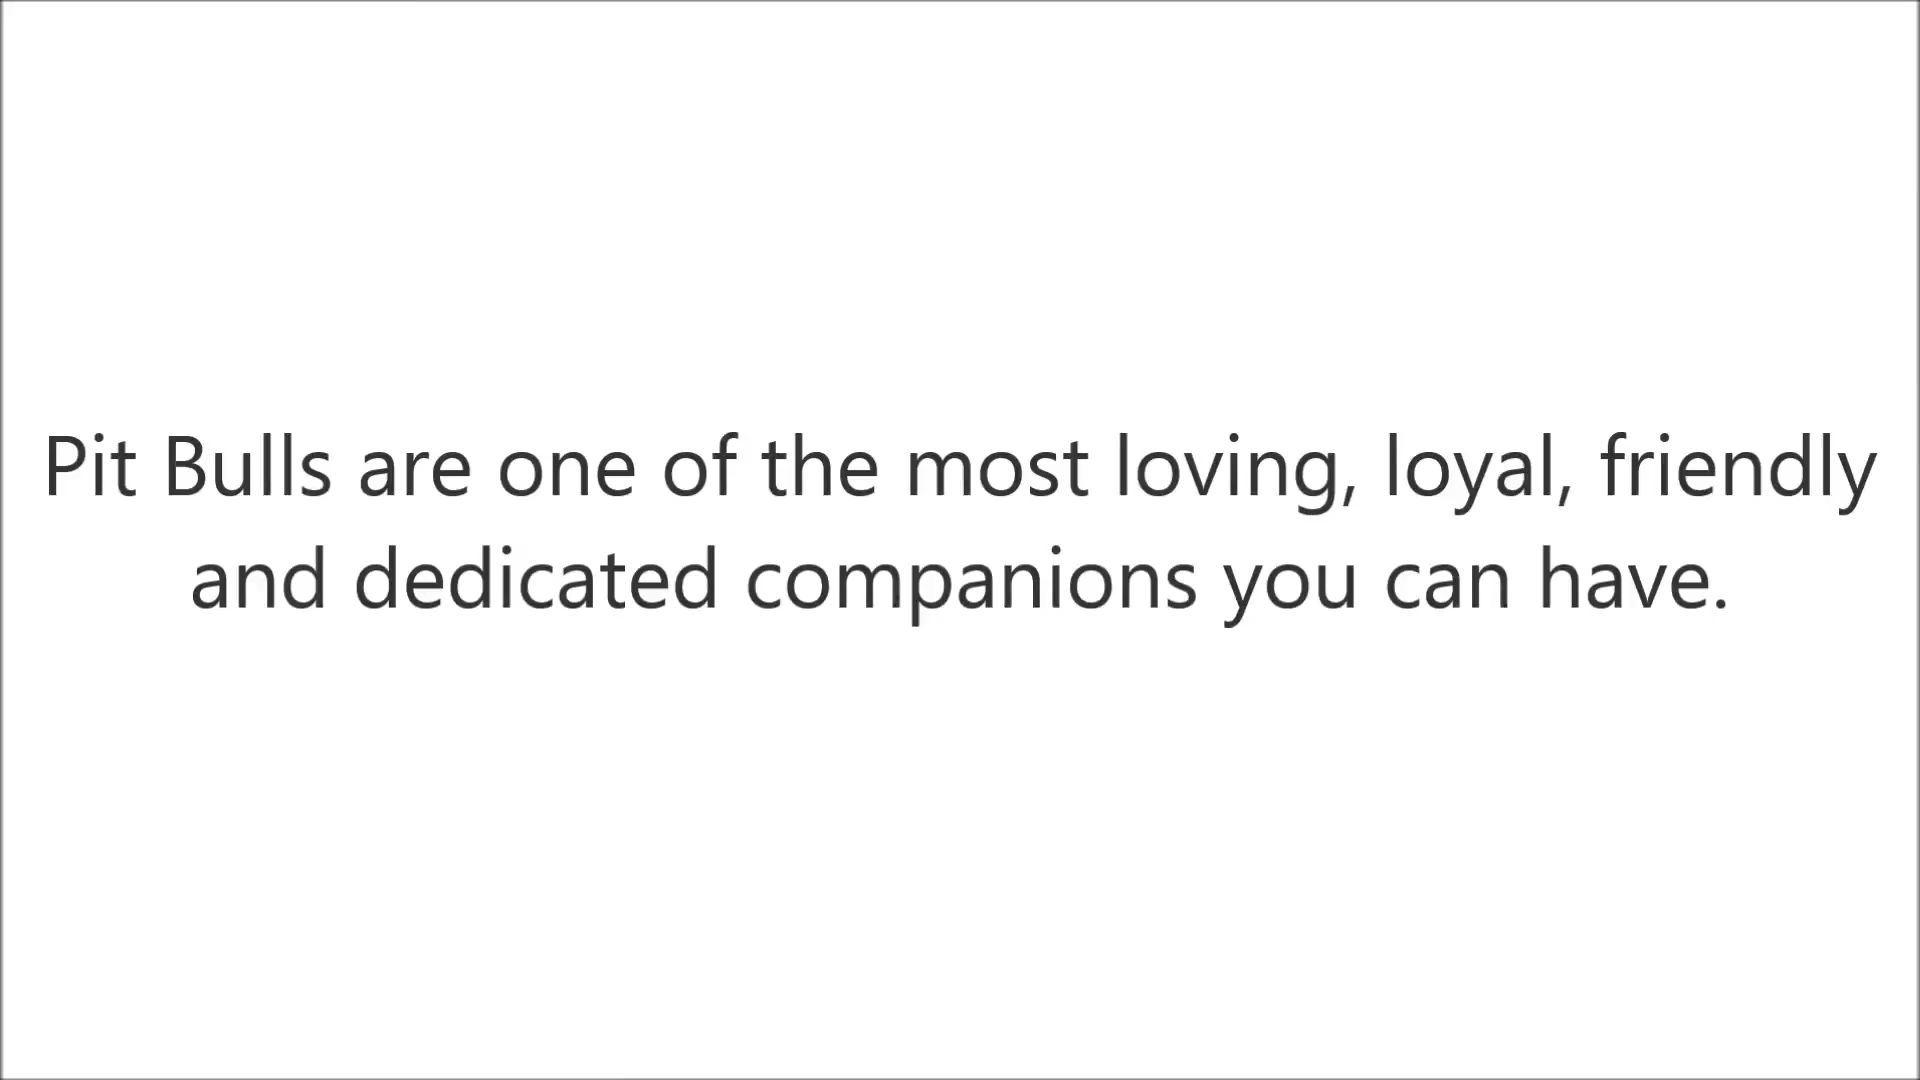 Pit Bulls are one of the most loving, loyal, friendly
and dedicated companions you can have.